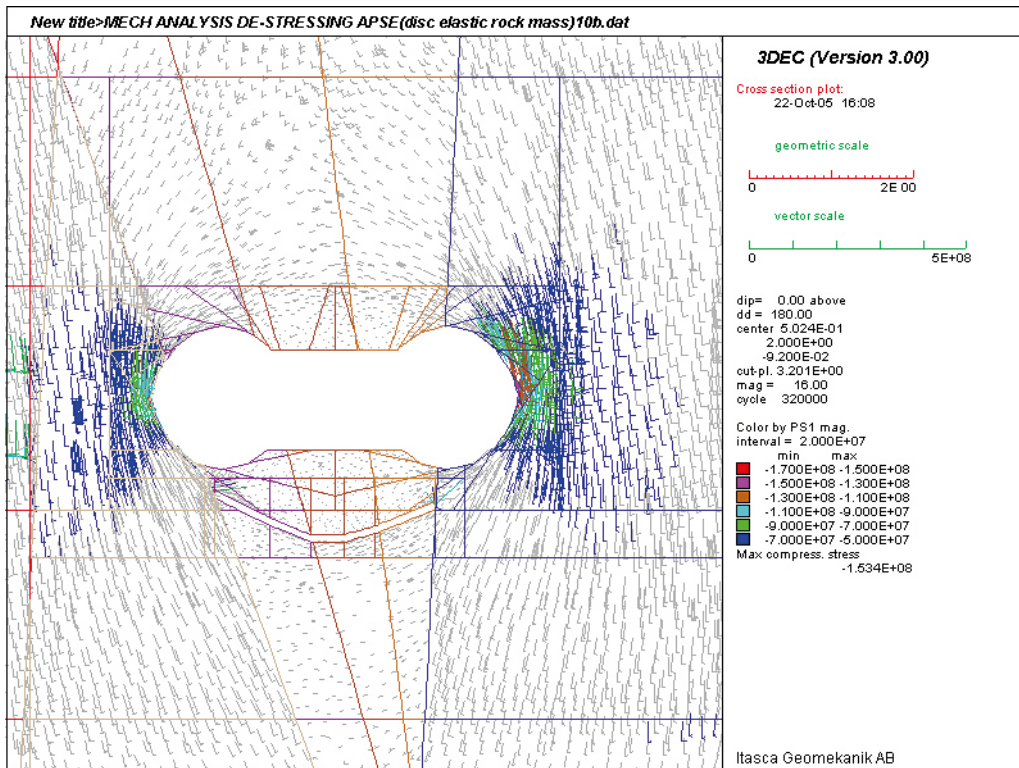 New title>MECH ANALYSIS DE-STRESSING APSE(disc elastic rock mass)10b.dat
3DEC (Version 3.00)
Cross section plot:
22-Oct-05 16:08
geometric scale
0 2E 00
vector scale
0 5E+08
dip= 0.00 above
dd = 180.00
center 5.024E-01
2.000E+00
-9.200E-02
cut-pl. 3.201E+00
mag = 16.00
cycle 320000
Color by PS1 mag.
interval = 2.000E+07
min max
-1.700E+08 -1.500E+08
-1.500E+08 -1.300E+08
-1.300E+08 -1.100E+08
-1.100E+08 -9.000E+07
-9.000E+07 -7.000E+07
-7.000E+07 -5.000E+07
Max compress. stress
-1.534E+08
Itasca Geomekanik AB